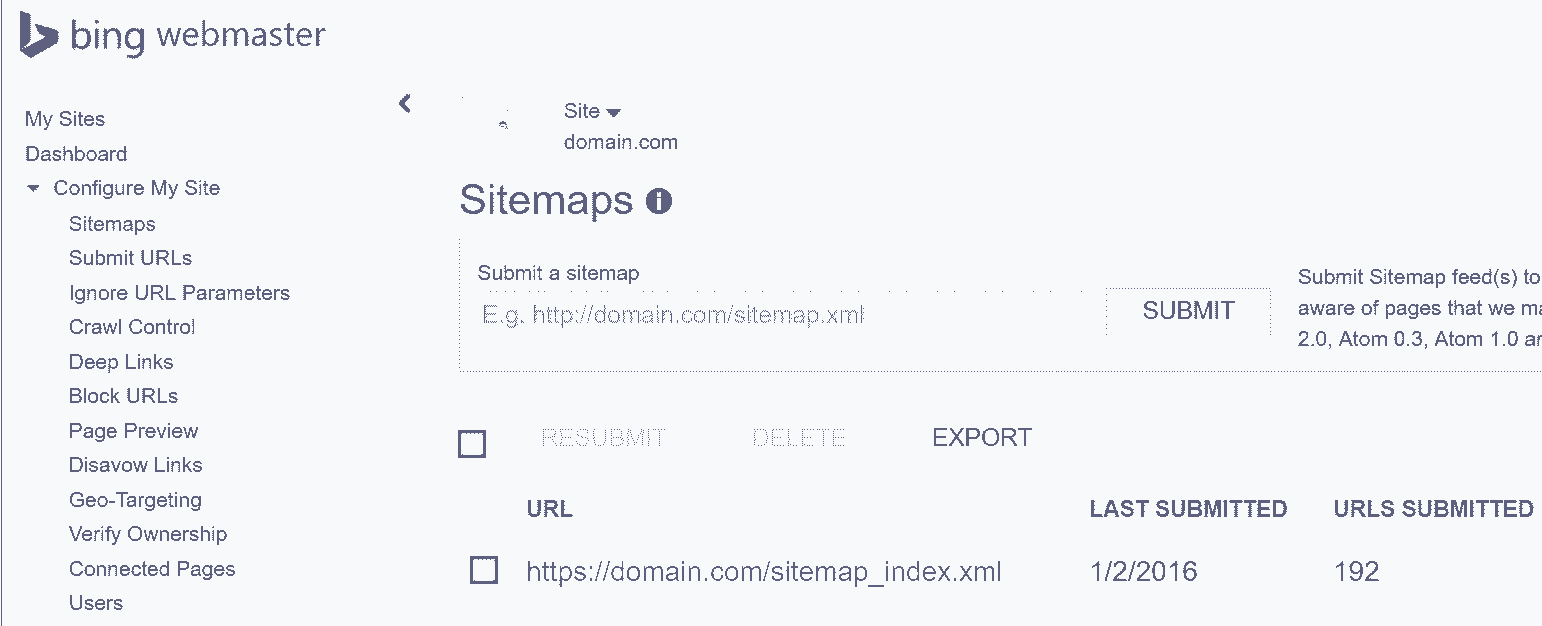 bing webmaster
My Sites
Dashboard
Configure My Site
Sitemaps
Submit URLs
Ignore URL Parameters
Crawl Control
Deep Links
Block URLs
Page Preview
Disavow Links
Geo-Targeting
Verify Ownership
Connected Pages
Users
Site
domain.com
Sitemaps
Submit a sitemap
E.g. http://domain.com/sitemap.xml
SUBMIT
Submit Sitemap feed(s) to
aware of pages that we
2.0, Atom 0.3, Atom 1.0
RESUBMIT DELETE EXPORT
URL LAST SUBMITTED URLS SUBMITTED
https://domain.com/sitemap_index.xml 1/2/2016 192